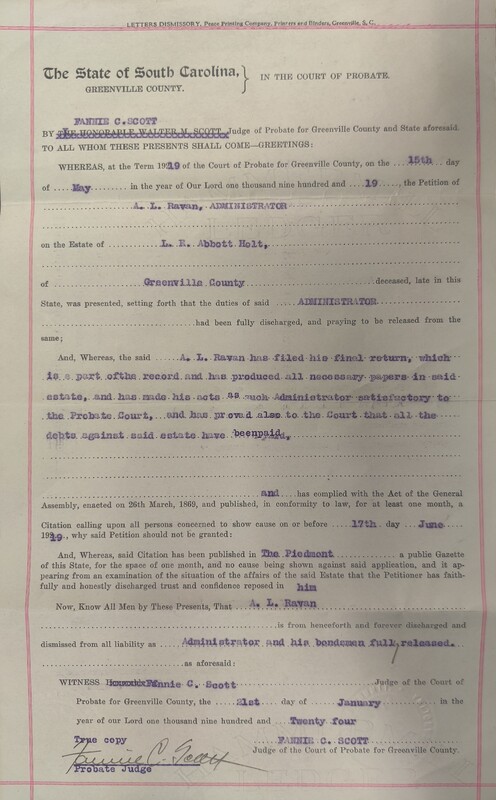 LETTERS DISMISSORY, Peace Printing Company, Printers and Binders, Greenville, S. C.
The State of South Carolina, } IN THE COURT OF PROBATE.
GREENVILLE COUNTY.
FANNIE C. SCOTT
BY THE HONORABLE WALTER M. SCOTT, Judge of Probate for Greenville County and State aforesaid
TO ALL WHOM THESE PRESENTS SHALL COME—GREETINGS:
WHEREAS, at the Term 1919 of the Court of Probate for Greenville County, on the 15th day
of May in the year of Our Lord one thousand nine hundred and 19, the Petition of
A. L. Ravan, ADMINISTRATOR
on the Estate of L. E. Abbott Holt,
of Greenville County deceased, late in this
State, was presented, setting forth that the duties of said ADMINISTRATOR
had been fully discharged, and praying to be released from the
same;
And, Whereas, the said A. L. Ravan has filed his final return, which
is a part ofthe record and has produced all necessary papers in said
estate, and has made his acts as such Administrator satisfactory to
the Probate Court, and has proved also to the Court that all the
debts against said estate have beenpaid,
and has complied with the Act of the General
Assembly, enacted on 26th March, 1869, and published, in conformity to law, for at least one month, a
Citation calling upon all persons concerned to show cause on or before 17th day June
1919, why said Petition should not be granted:
And, Whereas, said Citation has been published in The Piedmont a public Gazette
of this State, for the space of one month, and no cause being shown against said application, and it ap-
pearing from an examination of the situation of the affairs of the said Estate that the Petitioner has faith-
fully and honestly discharged trust and confidence reposed in him
Now, Know All Men by These Presents, That A. L. Ravan
is from henceforth and forever discharged and
dismissed from all liability as Administrator and his bondsmen full released.
as aforesaid:
WITNESS Fannie C. Scott Judge of the Court of
Probate for Greenville County, the 21st day of January in the
year of our Lord one thousand nine hundred and Twenty four
True copy FANNIE C. SCOTT
Fannie C. Scott Judge of the Court of Probate for Greenville County.
Probate Judge